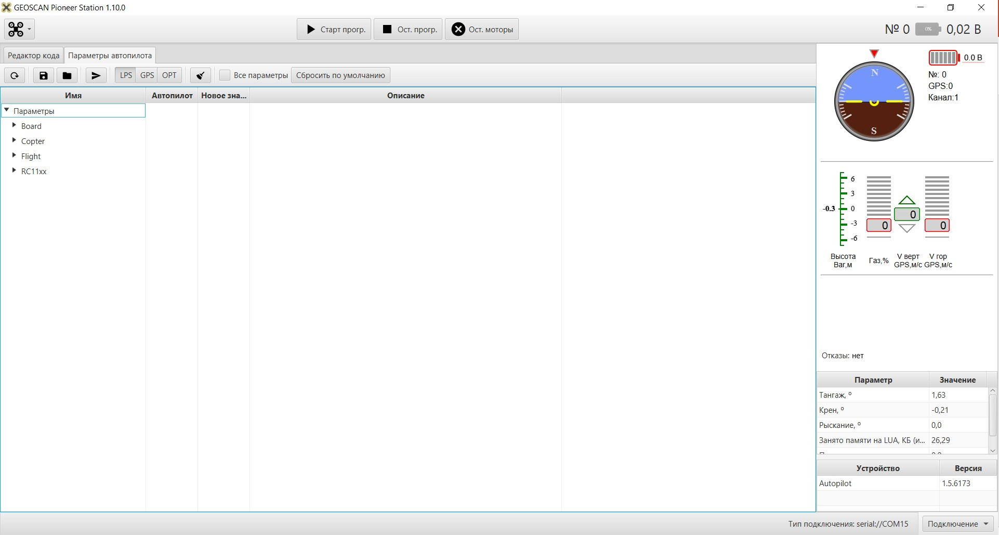 GEOSCAN Pioneer Station 1.10.0
Старт прогр.
Ост. прогр.
Ост. моторы
№ 0
0%
0,02 В
Редактор кода
Параметры автопилота
LPS
GPS
OPT
Все параметры
Сбросить по умолчанию
Имя
Автопилот
Новое зна...
Описание
Параметры
Board
Copter
Flight
RC11xx
N
S
0.0 В
№: 0
GPS:0
Канал:1
6
3
-0.3
0
-3
-6
0
0
0
Высота
Bar,м
Газ,%
V верт
GPS,м/с
V гор
GPS,м/с
Отказы: нет
Параметр
Значение
Тангаж, º
1,63
Крен, º
-0,21
Рыскание, º
0,0
Занято памяти на LUA, КБ (и...
26,29
Устройство
Версия
Autopilot
1.5.6173
Тип подключения: serial://COM15
Подключение